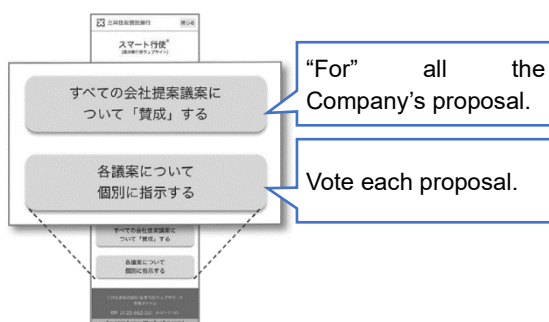 三井住友信託銀行 閉じる
スマート行使®
すべての会社提案議案に
ついて「賛成」する
“For” all the
Company’s proposal.
各議案について
個別に指示する
Vote each proposal.
すべての会社提案議案に
ついて「賛成」する
各議案について
個別に指示する